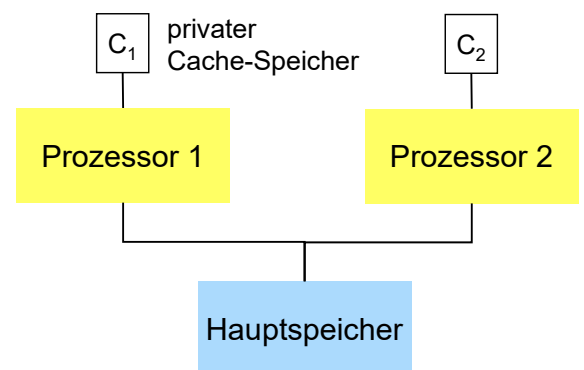 C₁
privater
Cache-Speicher
C₂
Prozessor 1
Prozessor 2
Hauptspeicher